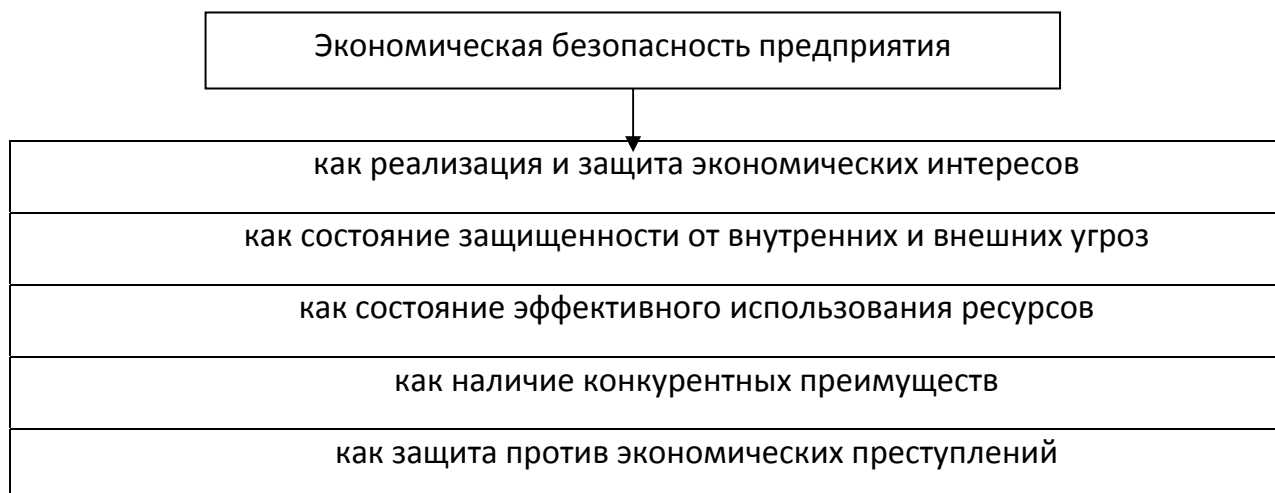 Экономическая безопасность предприятия
как реализация и защита экономических интересов
как состояние защищенности от внутренних и внешних угроз
как состояние эффективного использования ресурсов
как наличие конкурентных преимуществ
как защита против экономических преступлений